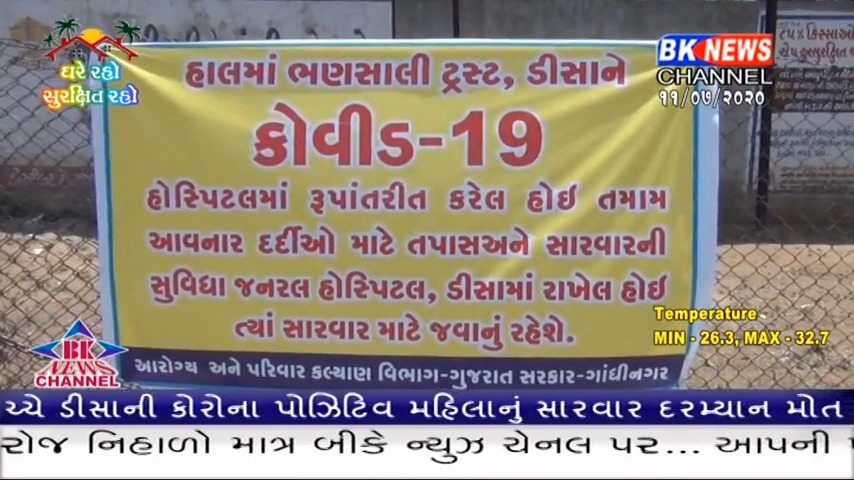 ઘરે રહો
સુરક્ષિત રહો
BK NEWS
CHANNEL
૧૧/૦૭/૨૦૨૦
હાલમાં ભણસાલી ટ્રસ્ટ, ડીસાને
કોવીડ-19
હોસ્પિટલમાં રૂપાંતરીત કરેલ હોઇ તમામ
આવનાર દર્દીઓ માટે તપાસઅને સારવારની
સુવિધા જનરલ હોસ્પિટલ, ડીસામાં રાખેલ હોઇ
ત્યાં સારવાર માટે જવાનું રહેશે.
આરોગ્ય અને પરિવાર કલ્યાણ વિભાગ-ગુજરાત સરકાર-ગાંધીનગર
Temperature
MIN - 26.3, MAX - 32.7
BK
NEWS
CHANNEL
ચ્ચે ડીસાની કોરોના પોઝિટિવ મહિલાનું સારવાર દરમ્યાન મોત
રોજ નિહાળો માત્ર બીકે ન્યુઝ ચેનલ પર... આપની